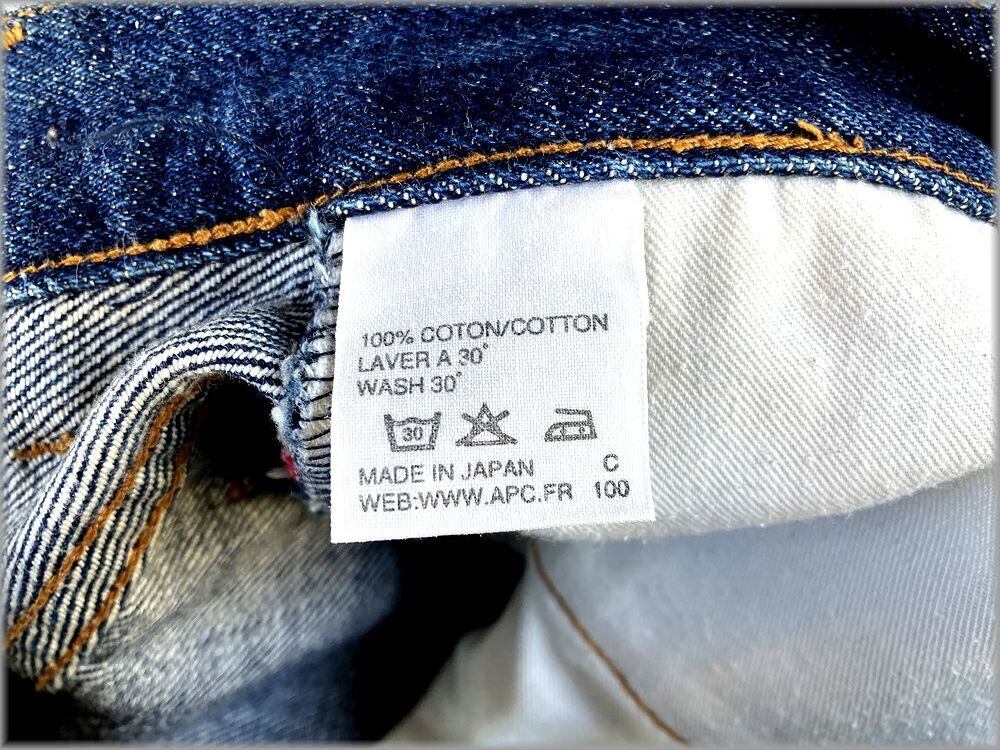 100% COTON/COTTON
LAVER A 30°
WASH 30°
30
MADE IN JAPAN C
WEB:WWW.APC.FR 100